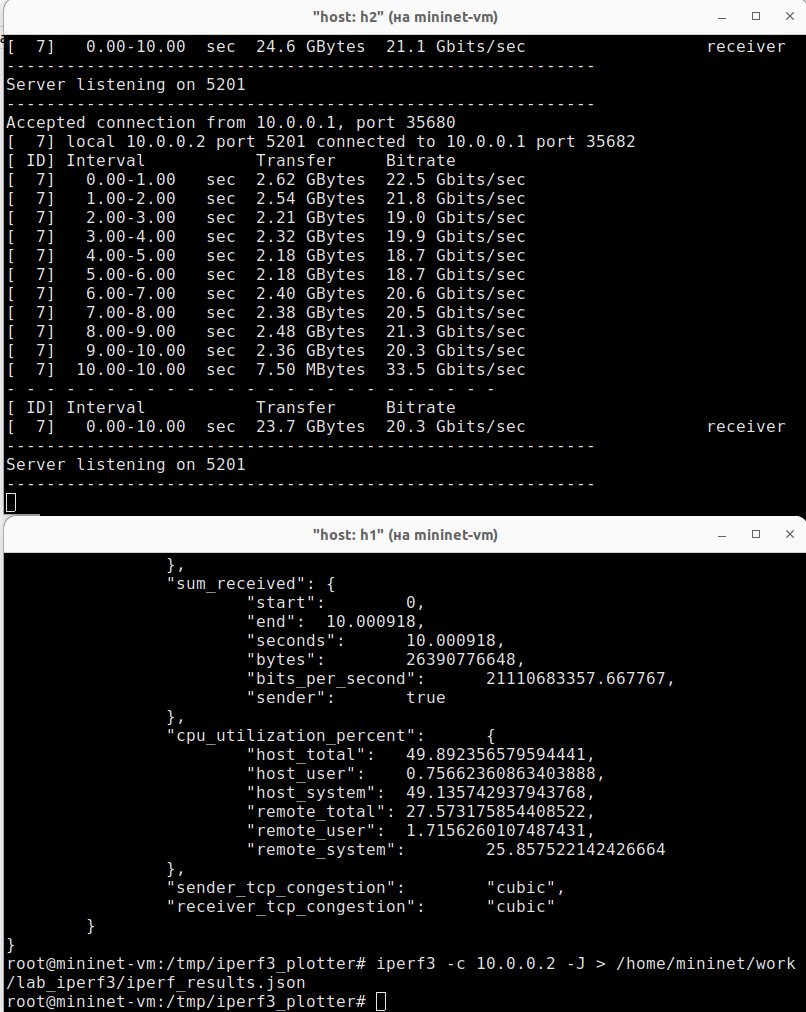 "host: h2" (на mininet-vm)
[  7]   0.00-10.00  sec  24.6 GBytes  21.1 Gbits/sec                  receiver
-----------------------------------------------------------
Server listening on 5201
-----------------------------------------------------------
Accepted connection from 10.0.0.1, port 35680
[  7] local 10.0.0.2 port 5201 connected to 10.0.0.1 port 35682
[ ID] Interval           Transfer     Bitrate
[  7]   0.00-1.00   sec  2.62 GBytes  22.5 Gbits/sec
[  7]   1.00-2.00   sec  2.54 GBytes  21.8 Gbits/sec
[  7]   2.00-3.00   sec  2.21 GBytes  19.0 Gbits/sec
[  7]   3.00-4.00   sec  2.32 GBytes  19.9 Gbits/sec
[  7]   4.00-5.00   sec  2.18 GBytes  18.7 Gbits/sec
[  7]   5.00-6.00   sec  2.18 GBytes  18.7 Gbits/sec
[  7]   6.00-7.00   sec  2.40 GBytes  20.6 Gbits/sec
[  7]   7.00-8.00   sec  2.38 GBytes  20.5 Gbits/sec
[  7]   8.00-9.00   sec  2.48 GBytes  21.3 Gbits/sec
[  7]   9.00-10.00  sec  2.36 GBytes  20.3 Gbits/sec
[  7]  10.00-10.00  sec  7.50 MBytes  33.5 Gbits/sec
- - - - - - - - - - - - - - - - - - - - - - - - -
[ ID] Interval           Transfer     Bitrate
[  7]   0.00-10.00  sec  23.7 GBytes  20.3 Gbits/sec                  receiver
-----------------------------------------------------------
Server listening on 5201
-----------------------------------------------------------
"host: h1" (на mininet-vm)
                },
                "sum_received": {
                        "start":        0,
                        "end":  10.000918,
                        "seconds":      10.000918,
                        "bytes":        26390776648,
                        "bits_per_second":      21110683357.667767,
                        "sender":       true
                },
                "cpu_utilization_percent":      {
                        "host_total":   49.892356579594441,
                        "host_user":    0.75662360863403888,
                        "host_system":  49.135742937943768,
                        "remote_total": 27.573175854408522,
                        "remote_user":  1.7156260107487431,
                        "remote_system":        25.857522142426664
                },
                "sender_tcp_congestion":        "cubic",
                "receiver_tcp_congestion":      "cubic"
        }
}
root@mininet-vm:/tmp/iperf3_plotter# iperf3 -c 10.0.0.2 -J > /home/mininet/work
/lab_iperf3/iperf_results.json
root@mininet-vm:/tmp/iperf3_plotter#